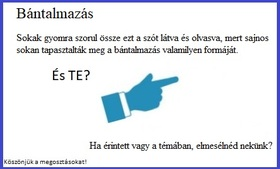 Bántalmazás
Sokak gyomra szorul össze ezt a szót látva és olvasva, mert sajnos
sokan tapasztalták meg a bántalmazás valamilyen formáját.
És TE?
Ha érintett vagy a témában, elmesélnéd nekünk?
Köszönjük a megosztásokat!